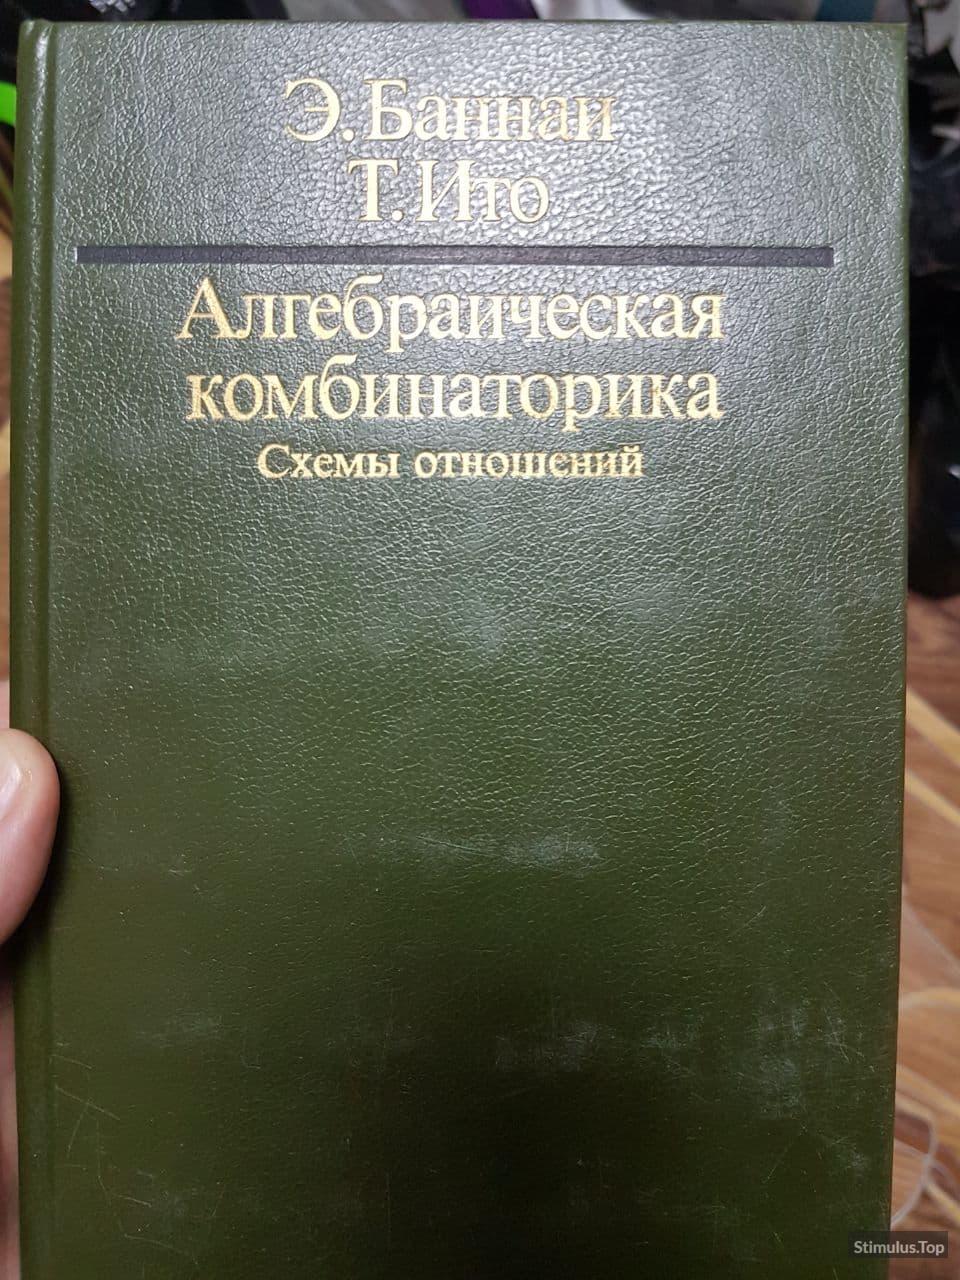 Э. Баннаи
Т. Ито
Алгебраическая
комбинаторика
Схемы отношений
Stimulus.Top